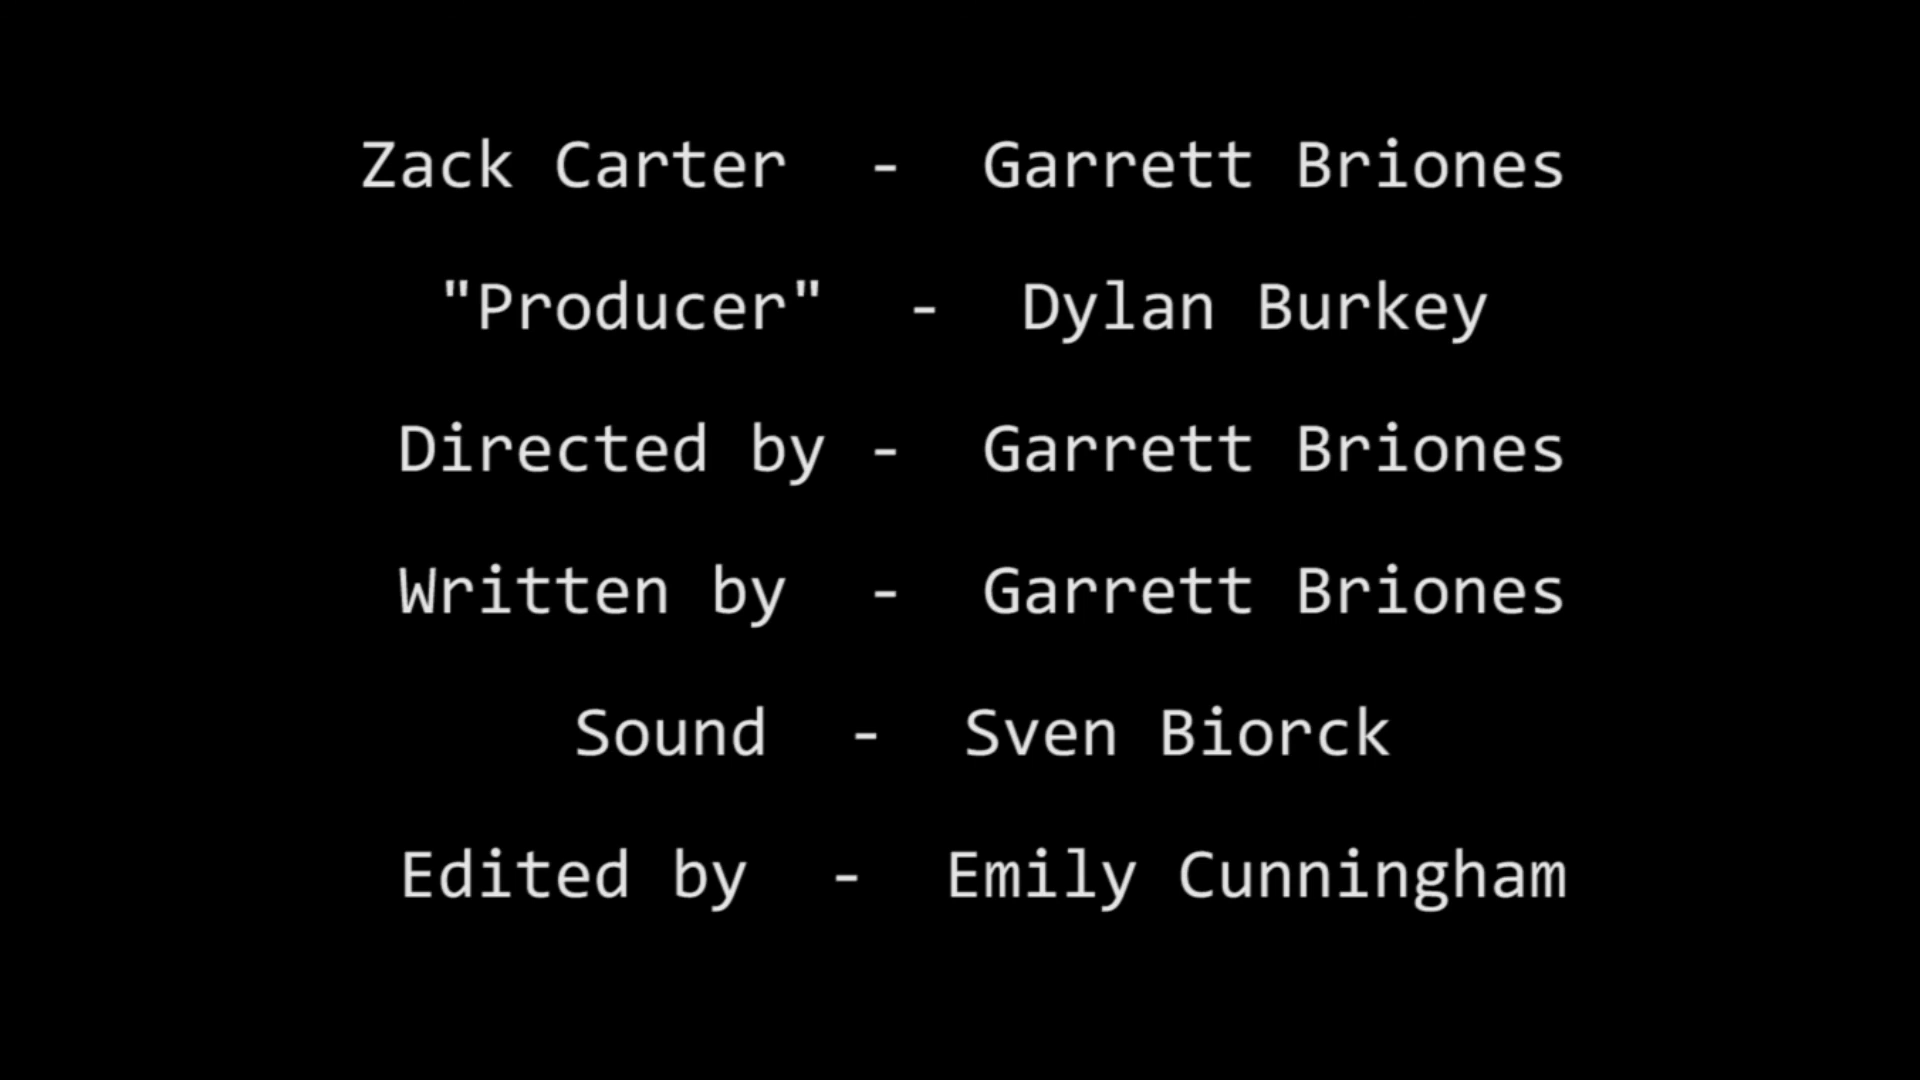 Zack Carter - Garrett Briones
"Producer" - Dylan Burkey
Directed by - Garrett Briones
Written by - Garrett Briones
Sound - Sven Biorck
Edited by - Emily Cunningham